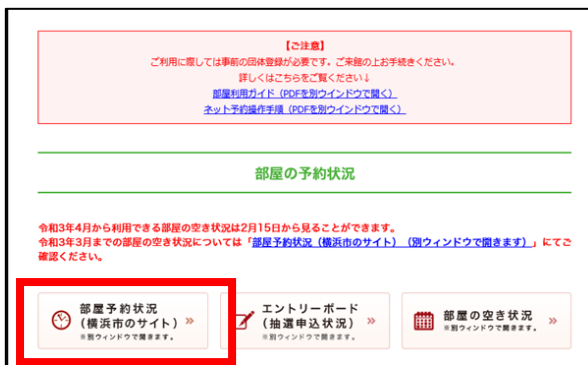 【ご注意】
ご利用に際しては事前の団体登録が必要です。ご来館の上お手続きください。
詳しくはこちらをご覧ください↓
部屋利用ガイド（PDFを別ウインドウで開く）
ネット予約操作手順（PDFを別ウインドウで開く）
部屋の予約状況
令和3年4月から利用できる部屋の空き状況は2月15日から見ることができます。
令和3年3月までの部屋の空き状況については「部屋予約状況（横浜市のサイト）（別ウィンドウで開きます）」にてご
確認ください。
部屋予約状況
（横浜市のサイト）»
※別ウィンドウで開きます。
エントリーボード
（抽選申込状況）»
※別ウィンドウで開きます。
部屋の空き状況 »
※別ウィンドウで開きます。